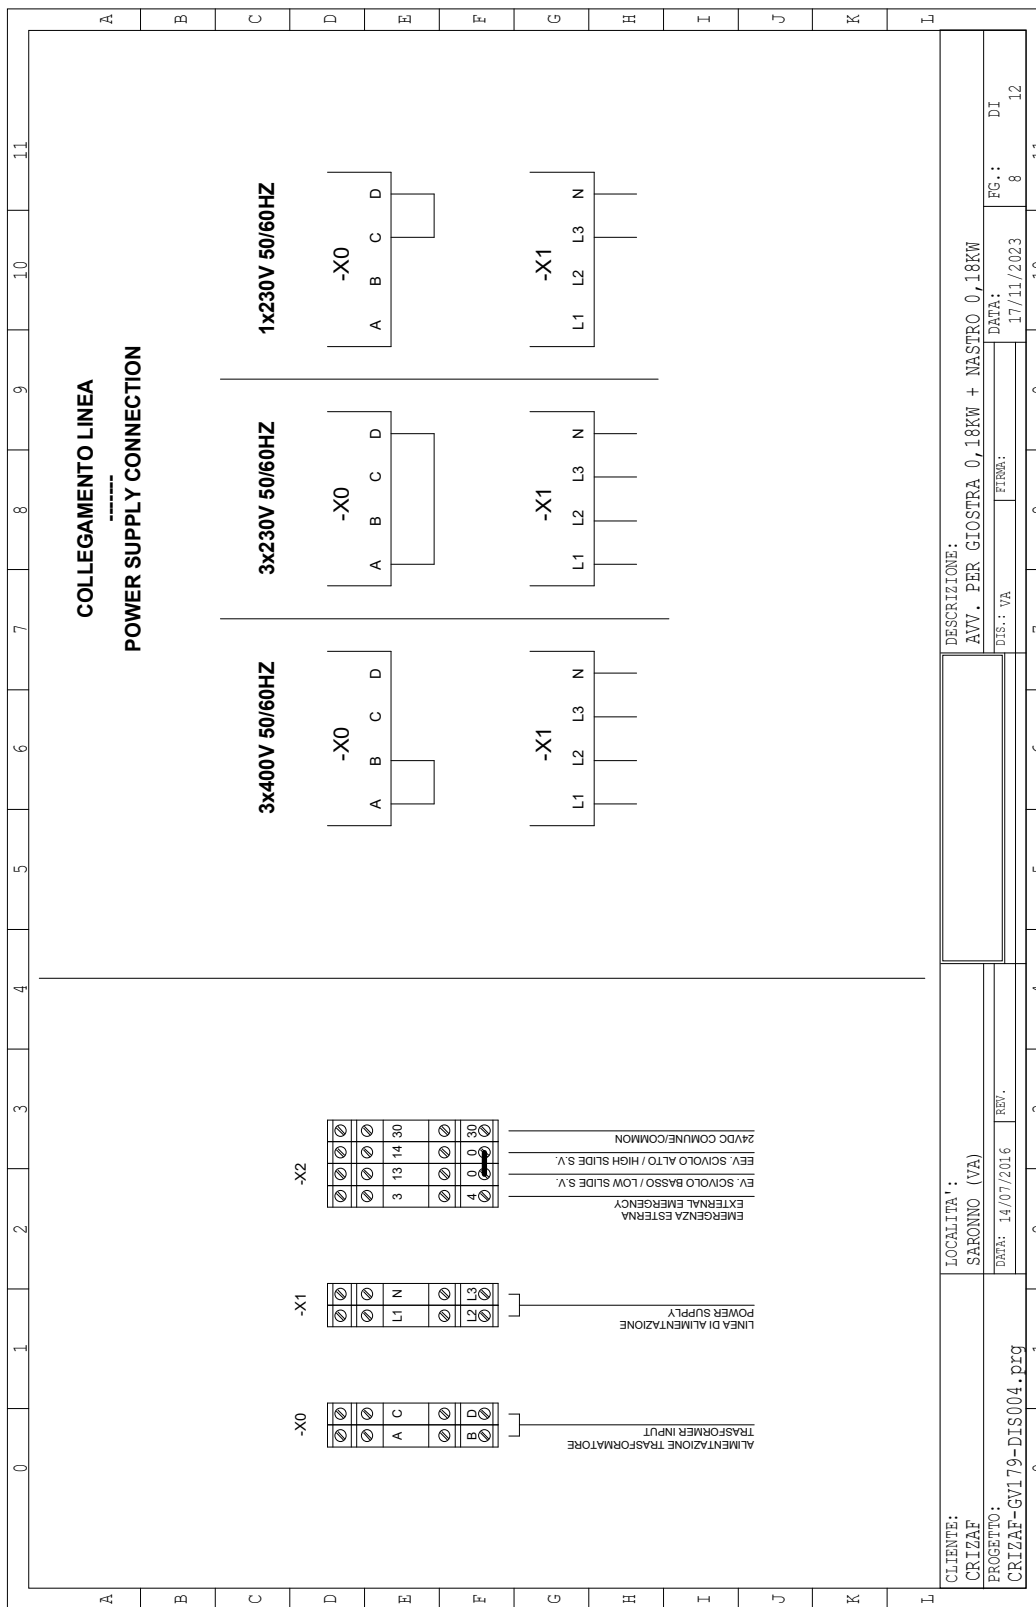 0 1 2 3 4 5 6 7 8 9 10 11
A
B
C
D
E
F
G
H
I
J
K
L
COLLEGAMENTO LINEA
------
POWER SUPPLY CONNECTION
3x400V 50/60HZ
-X0
A B C D
-X1
L1 L2 L3 N
3x230V 50/60HZ
-X0
A B C D
-X1
L1 L2 L3 N
1x230V 50/60HZ
-X0
A B C D
-X1
L1 L2 L3 N
-X0
A C
B D
ALIMENTAZIONE TRASFORMATORE
TRASFORMER INPUT
-X1
L1 N
L2 L3
LINEA DI ALIMENTAZIONE
POWER SUPPLY
-X2
3 13 14 30
4 0 0 30
EMERGENZA ESTERNA
EXTERNAL EMERGENCY
EV. SCIVOLO BASSO / LOW SLIDE S.V.
EEV. SCIVOLO ALTO / HIGH SLIDE S.V.
24VDC COMUNE/COMMON
A
B
C
D
E
F
G
H
I
J
K
L
CLIENTE:
CRIZAF
PROGETTO:
CRIZAF-GV179-DIS004.prg
LOCALITA':
SARONNO (VA)
DATA: 14/07/2016
REV.
DESCRIZIONE:
AVV. PER GIOSTRA 0,18KW + NASTRO 0,18KW
DIS.: VA
FIRMA:
DATA:
17/11/2023
FG.: DI
8 12